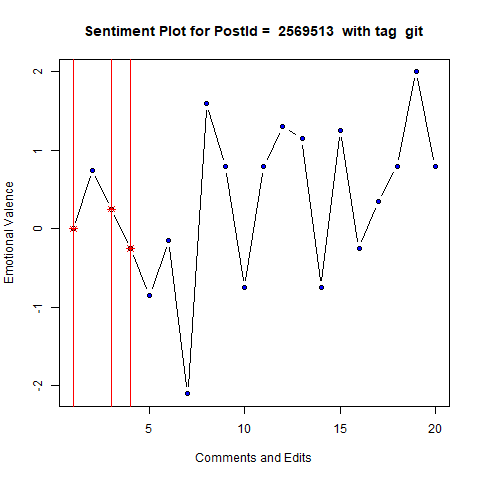 Sentiment Plot for PostId = 2569513 with tag git
Emotional Valence
2
1
0
-1
-2
5 10 15 20
Comments and Edits